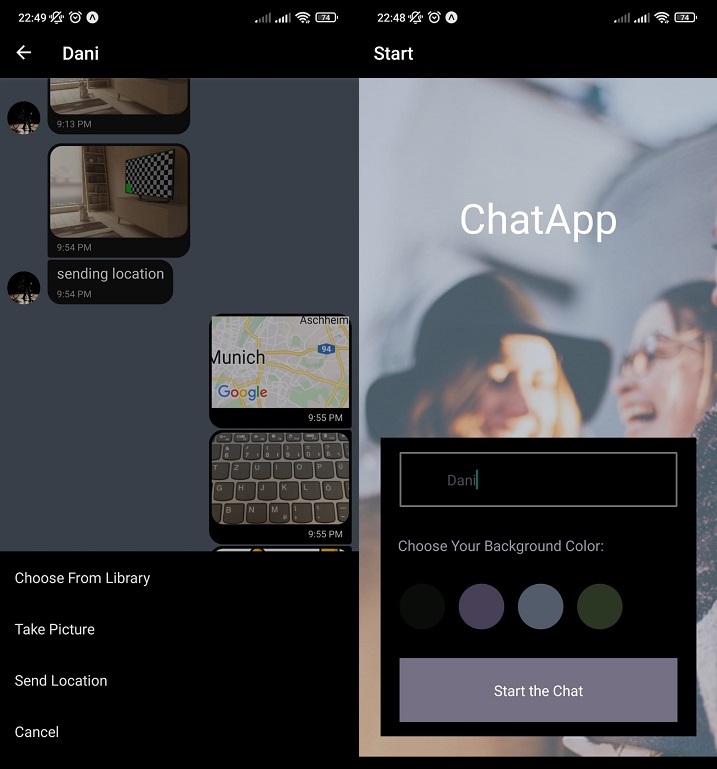 22:49
74
Dani
9:13 PM
9:54 PM
sending location
9:54 PM
Aschheim
94
Munich
Google
9:55 PM
T Z U I O P Ü
G H J K L Ö
B N M
9:55 PM
Choose From Library
Take Picture
Send Location
Cancel
22:48
74
Start
ChatApp
Dani
Choose Your Background Color:
Start the Chat